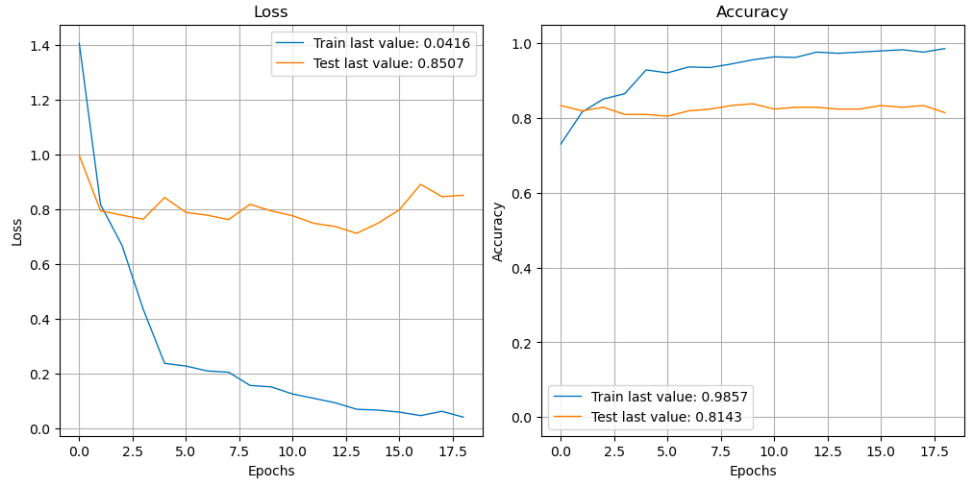 Loss
Train last value: 0.0416
Test last value: 0.8507
Loss
1.4
1.2
1.0
0.8
0.6
0.4
0.2
0.0
0.0 2.5 5.0 7.5 10.0 12.5 15.0 17.5
Epochs
Accuracy
Accuracy
1.0
0.8
0.6
0.4
0.2
0.0
Train last value: 0.9857
Test last value: 0.8143
0.0 2.5 5.0 7.5 10.0 12.5 15.0 17.5
Epochs